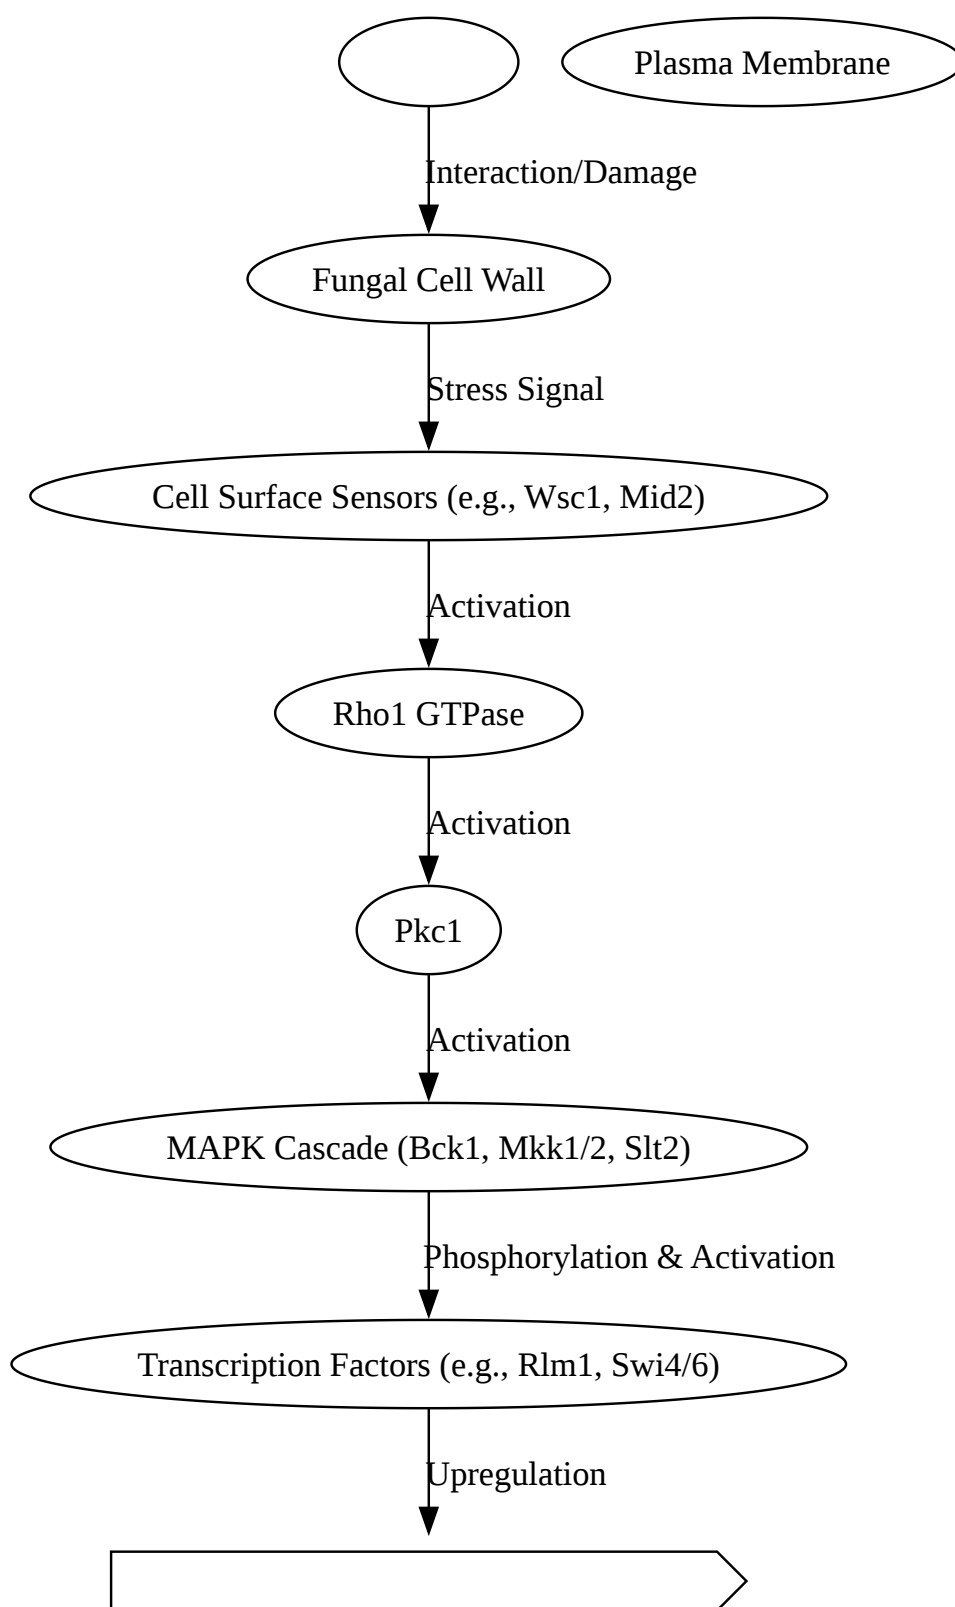 Plasma Membrane
Interaction/Damage
Fungal Cell Wall
Stress Signal
Cell Surface Sensors (e.g., Wsc1, Mid2)
Activation
Rho1 GTPase
Activation
Pkc1
Activation
MAPK Cascade (Bck1, Mkk1/2, Slt2)
Phosphorylation & Activation
Transcription Factors (e.g., Rlm1, Swi4/6)
Upregulation